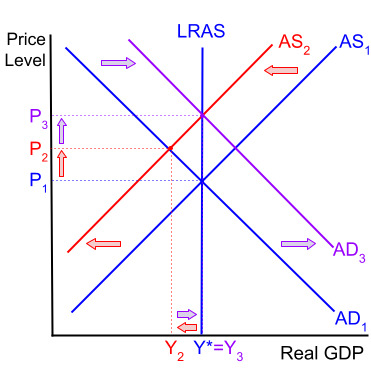 Price
Level
LRAS
AS₂
AS₁
P₃
P₂
P₁
AD₃
AD₁
Y₂
Y*=Y₃
Real GDP